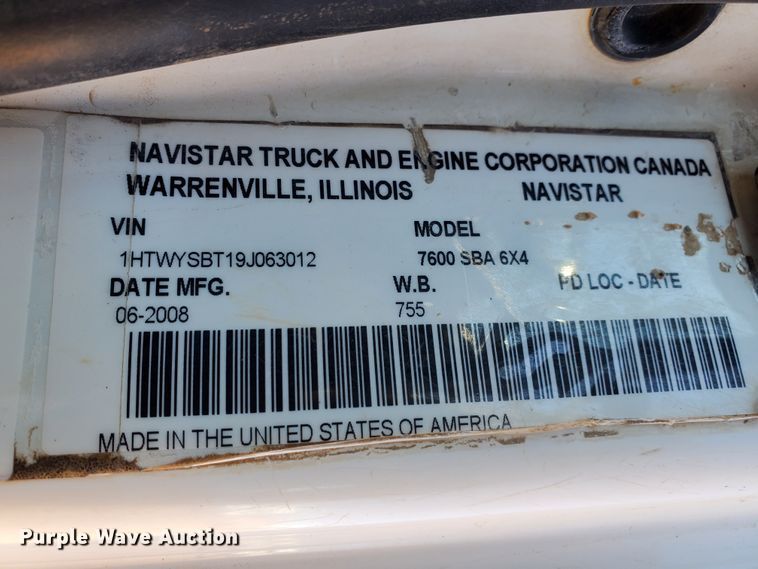 NAVISTAR TRUCK AND ENGINE CORPORATION CANADA
WARRENVILLE, ILLINOIS NAVISTAR
VIN MODEL
1HTWYSBT19J063012 7600 SBA 6X4
DATE MFG. W.B. PD LOC - DATE
06-2008 755
MADE IN THE UNITED STATES OF AMERICA
Purple Wave Auction